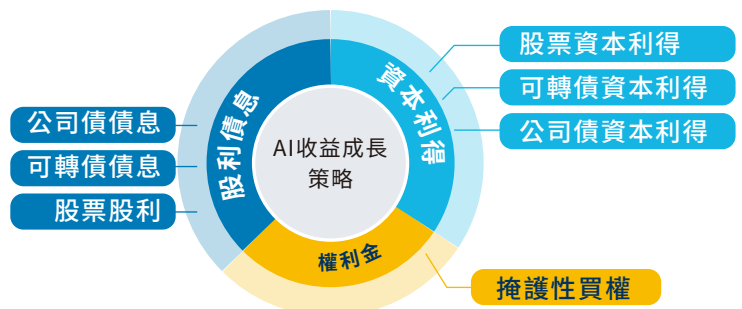 股票資本利得
可轉債資本利得
公司債資本利得
資本利得
股利債息
公司債債息
可轉債債息
股票股利
AI收益成長
策略
權利金
掩護性買權